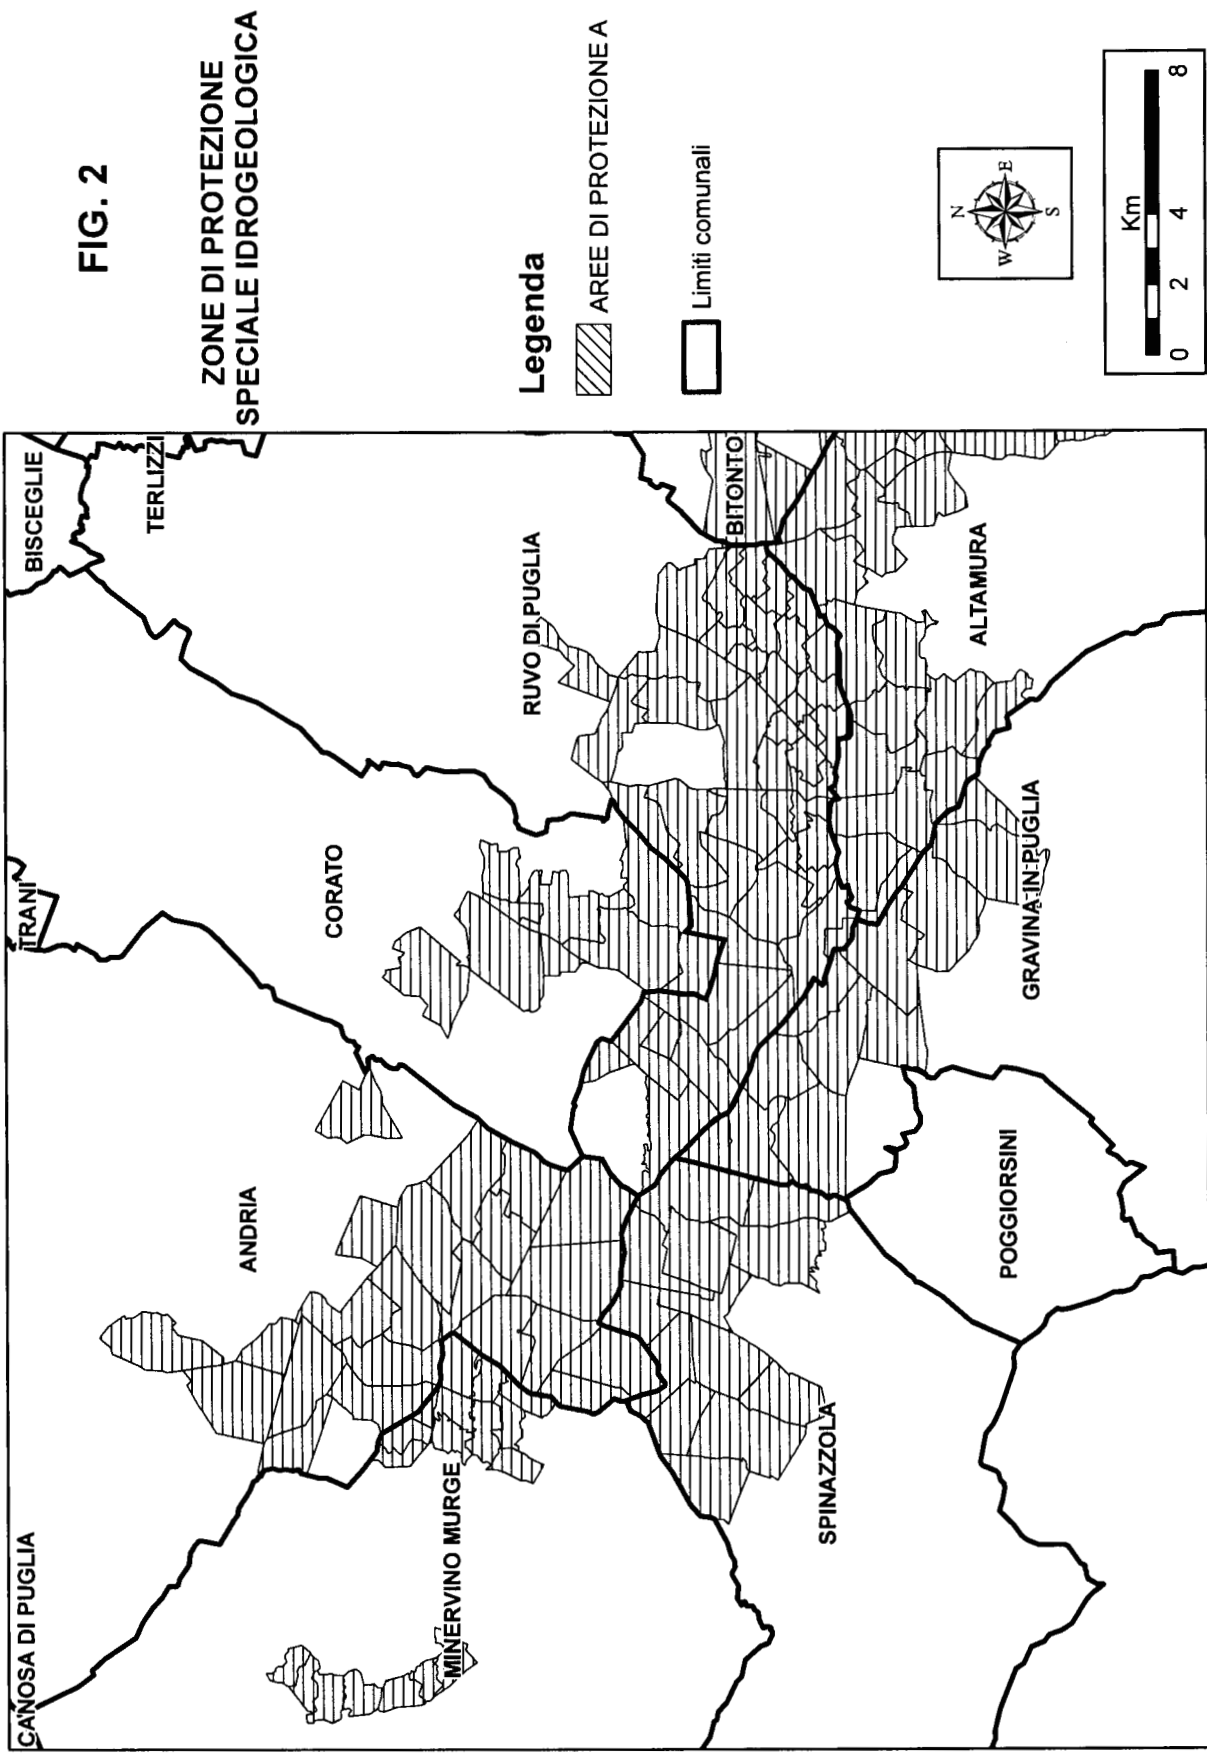 FIG. 2
ZONE DI PROTEZIONE
SPECIALE IDROGEOLOGICA
Legenda
AREE DI PROTEZIONE A
Limiti comunali
N
W
E
S
Km
0 2 4 8
CANOSA DI PUGLIA
TRANI
BISCEGLIE
TERLIZZI
ANDRIA
CORATO
RUVO DI PUGLIA
BITONTO
MINERVINO MURGE
SPINAZZOLA
POGGIORSINI
GRAVINA IN PUGLIA
ALTAMURA